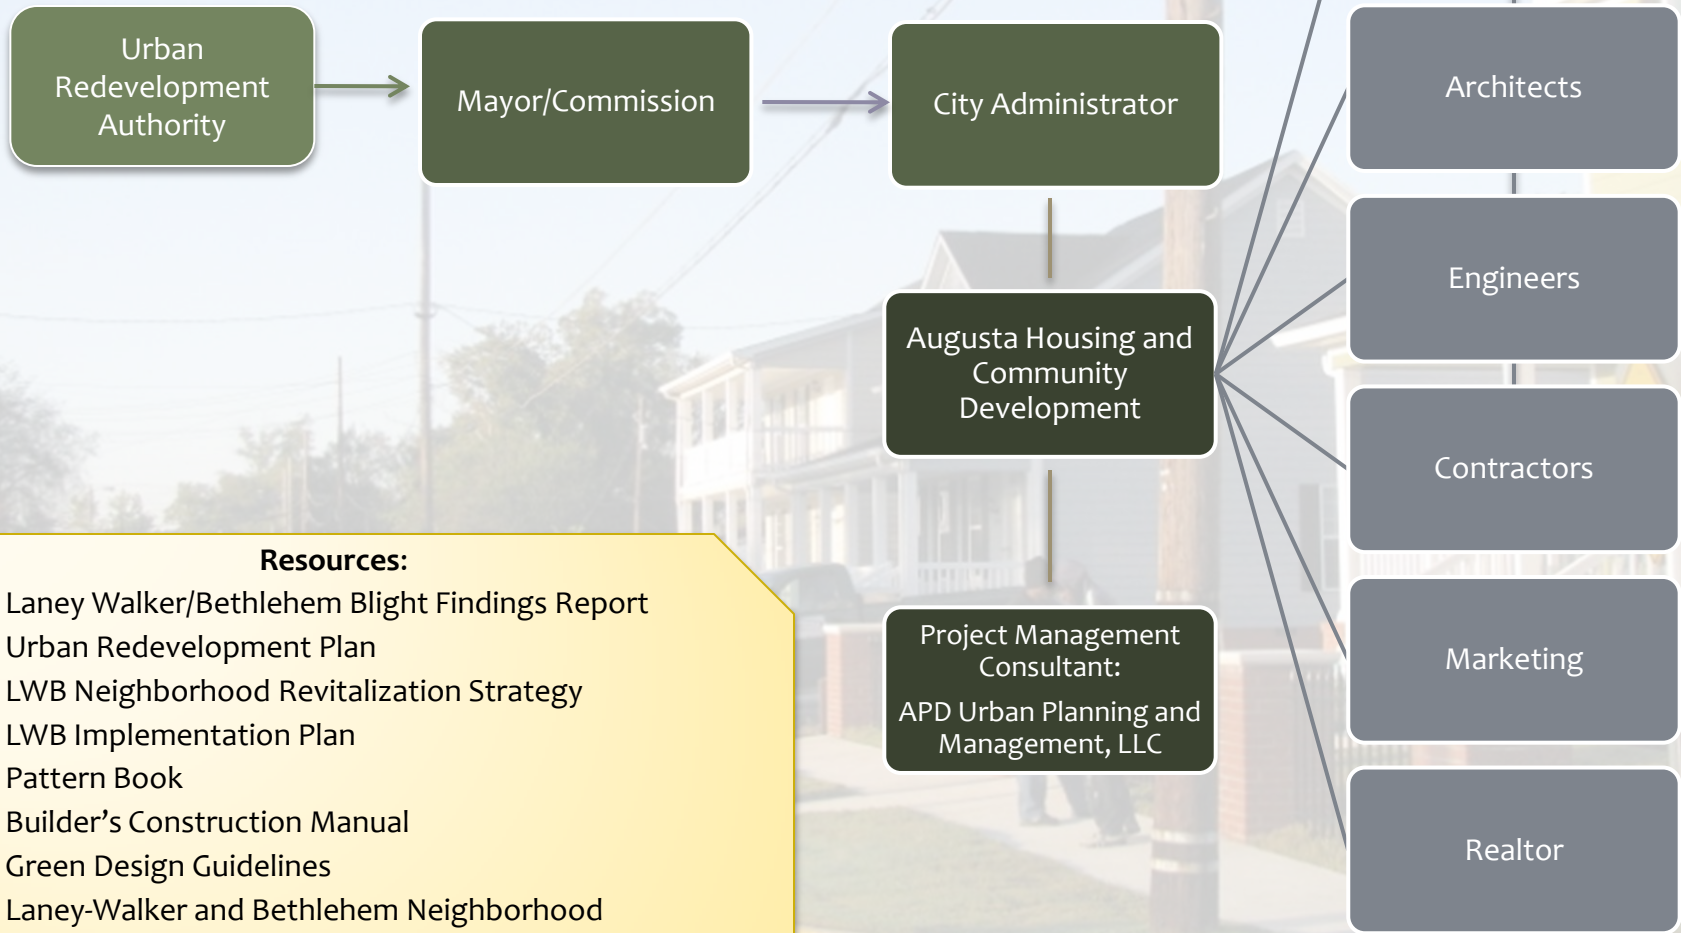 Urban
Redevelopment
Authority
Mayor/Commission
City Administrator
Architects
Engineers
Augusta Housing and
Community
Development
Contractors
Project Management
Consultant:
APD Urban Planning and
Management, LLC
Marketing
Realtor
Resources:
Laney Walker/Bethlehem Blight Findings Report
Urban Redevelopment Plan
LWB Neighborhood Revitalization Strategy
LWB Implementation Plan
Pattern Book
Builder’s Construction Manual
Green Design Guidelines
Laney-Walker and Bethlehem Neighborhood